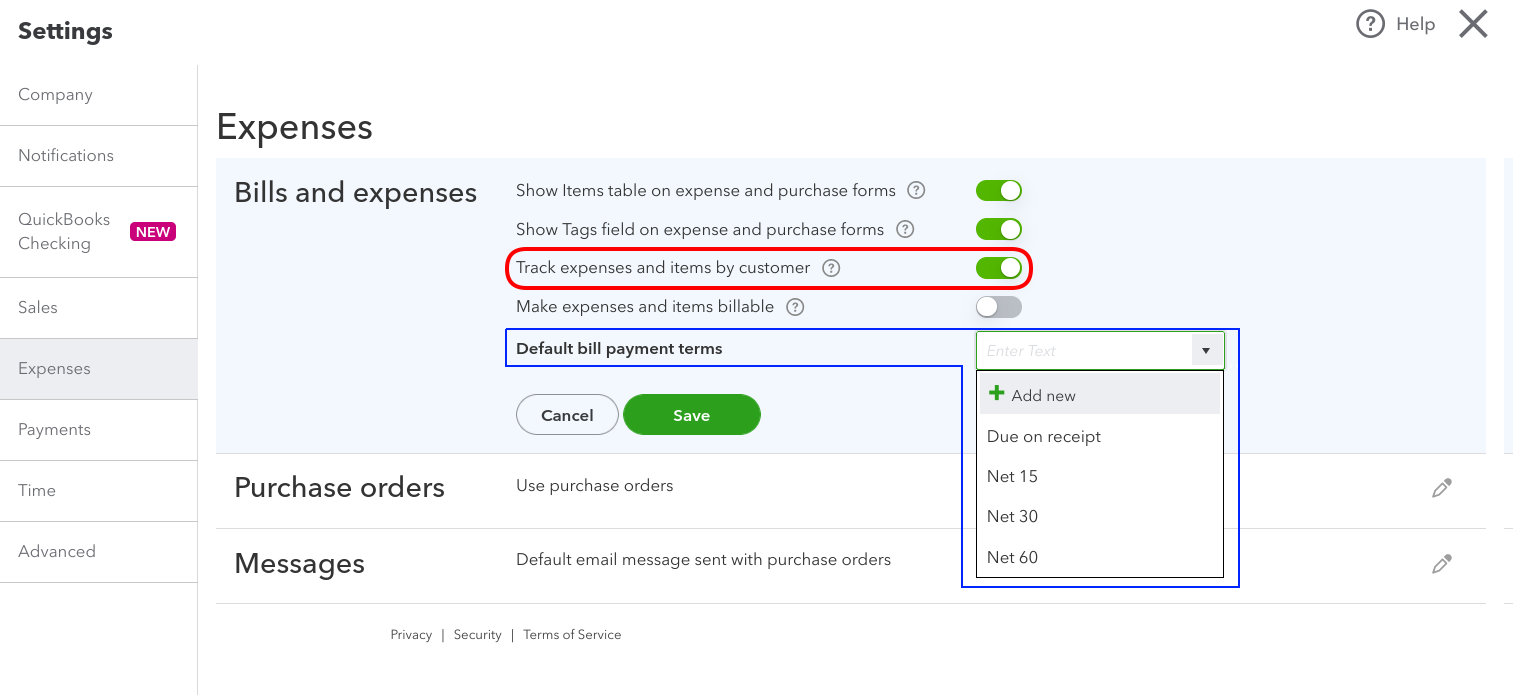 Settings
? Help
Company
Notifications
QuickBooks
Checking
NEW
Sales
Expenses
Payments
Time
Advanced
Expenses
Bills and expenses
Show Items table on expense and purchase forms ?
Show Tags field on expense and purchase forms ?
Track expenses and items by customer ?
Make expenses and items billable ?
Default bill payment terms
Enter Text
Add new
Due on receipt
Net 15
Net 30
Net 60
Cancel
Save
Purchase orders
Use purchase orders
Messages
Default email message sent with purchase orders
Privacy | Security | Terms of Service